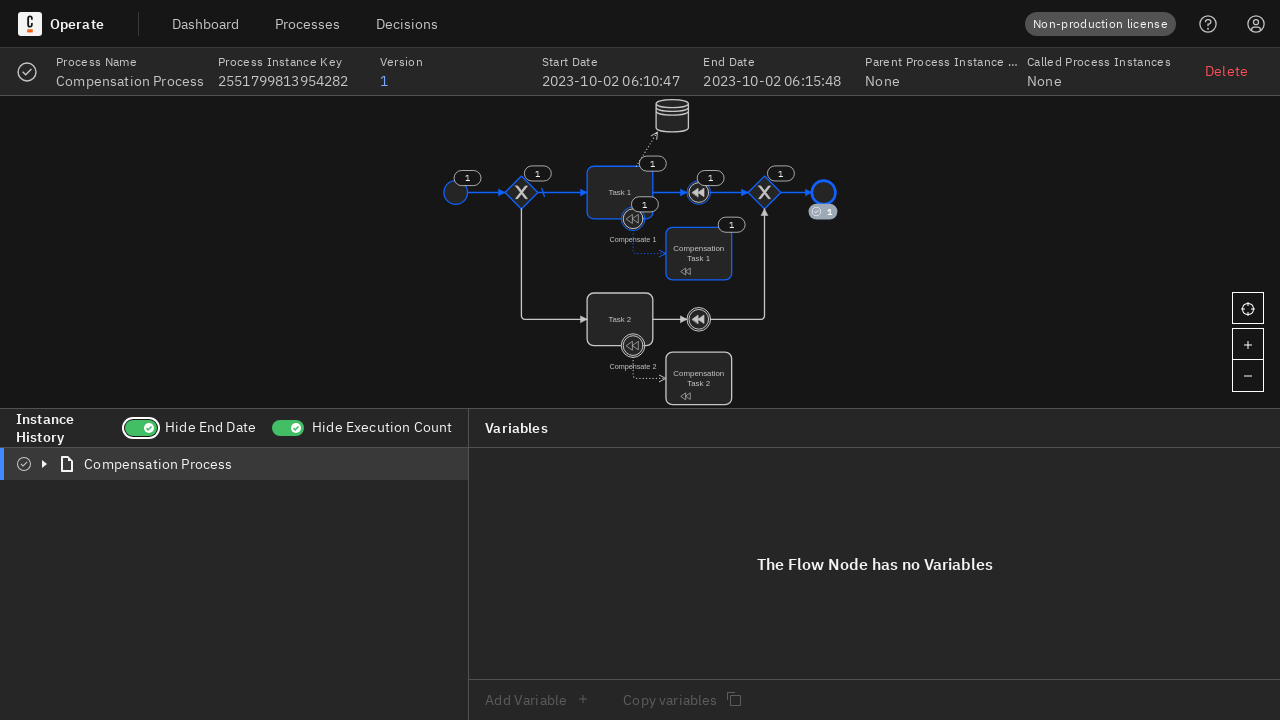 Operate
Dashboard
Processes
Decisions
Non-production license
Process Name
Compensation Process
Process Instance Key
2551799813954282
Version
1
Start Date
2023-10-02 06:10:47
End Date
2023-10-02 06:15:48
Parent Process Instance ...
None
Called Process Instances
None
Delete
1
1
1
1
1
Task 1
1
1
Compensate 1
1
Compensation
Task 1
Task 2
Compensate 2
Compensation
Task 2
Instance
History
Hide End Date
Hide Execution Count
Variables
Compensation Process
The Flow Node has no Variables
Add Variable
Copy variables